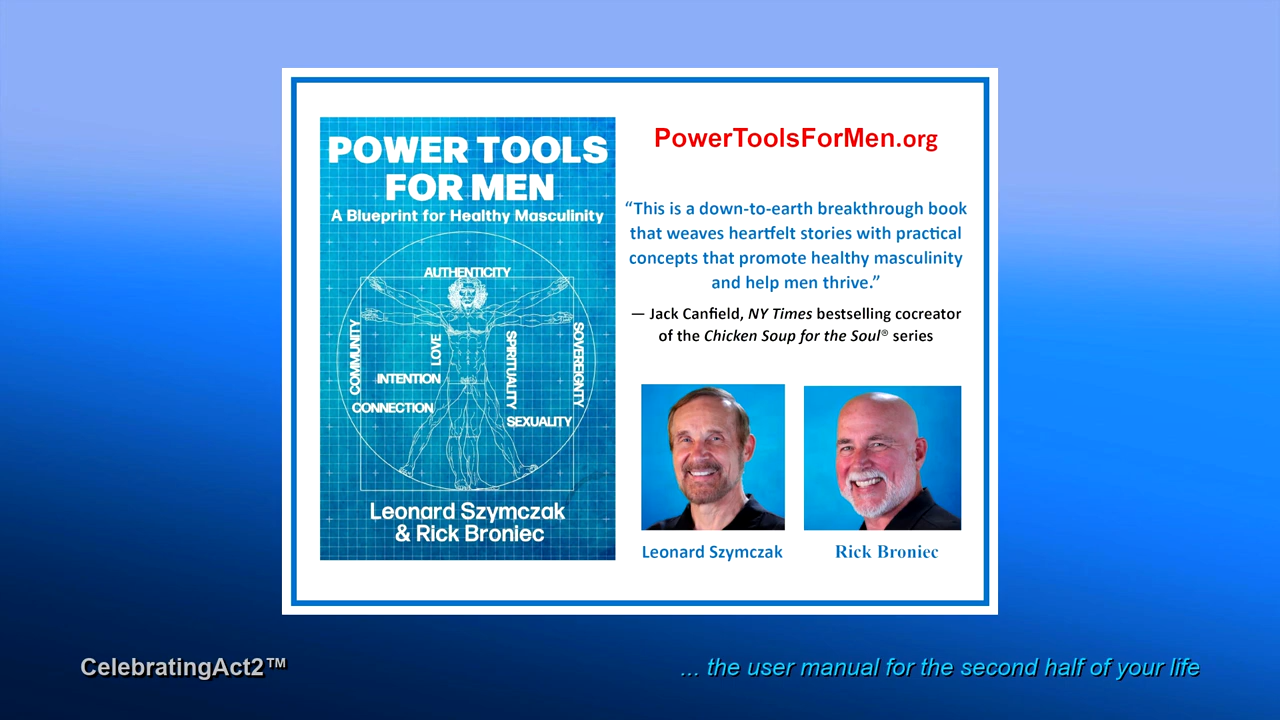 POWER TOOLS
FOR MEN
A Blueprint for Healthy Masculinity
AUTHENTICITY
COMMUNITY
LOVE
SPIRITUALITY
SOVEREIGNTY
INTENTION
CONNECTION
SEXUALITY
Leonard Szymczak
& Rick Broniec
PowerToolsForMen.org
“This is a down-to-earth breakthrough book
that weaves heartfelt stories with practical
concepts that promote healthy masculinity
and help men thrive.”
— Jack Canfield, NY Times bestselling cocreator
of the Chicken Soup for the Soul® series
Leonard Szymczak
Rick Broniec
CelebratingAct2™
... the user manual for the second half of your life